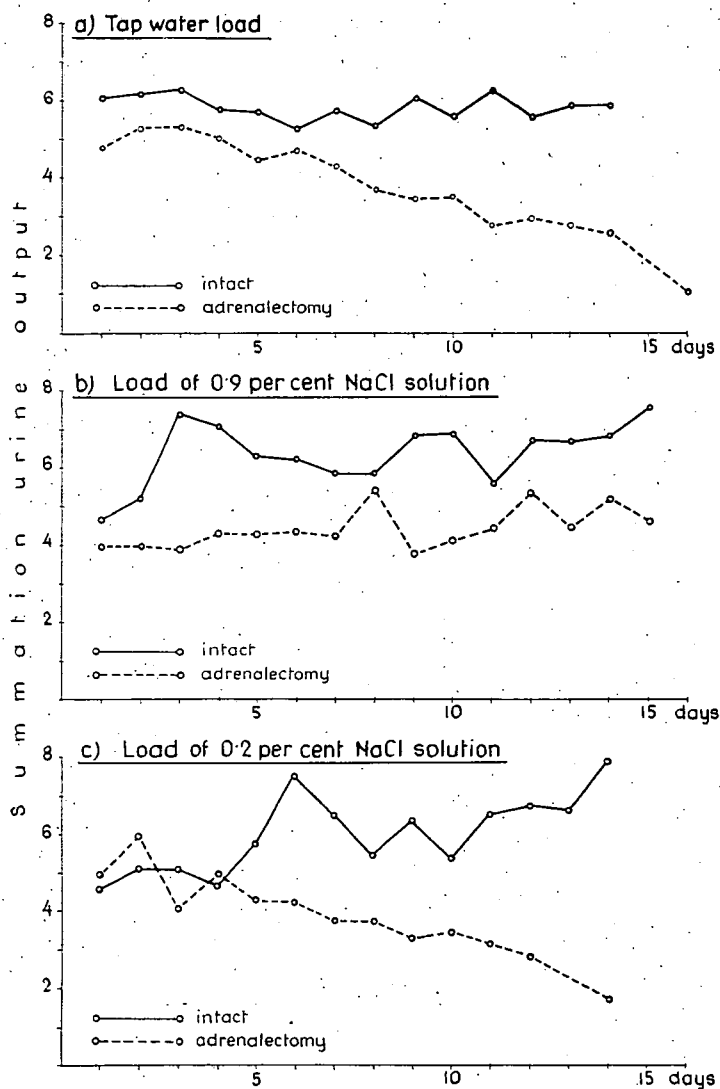 Summation urine output
a) Tap water load
8
6
4
2
intact
adrenalectomy
5
10
15 days
b) Load of 0·9 per cent NaCl solution
8
6
4
2
intact
adrenalectomy
5
10
15 days
c) Load of 0·2 per cent NaCl solution
8
6
4
2
intact
adrenalectomy
5
10
15 days